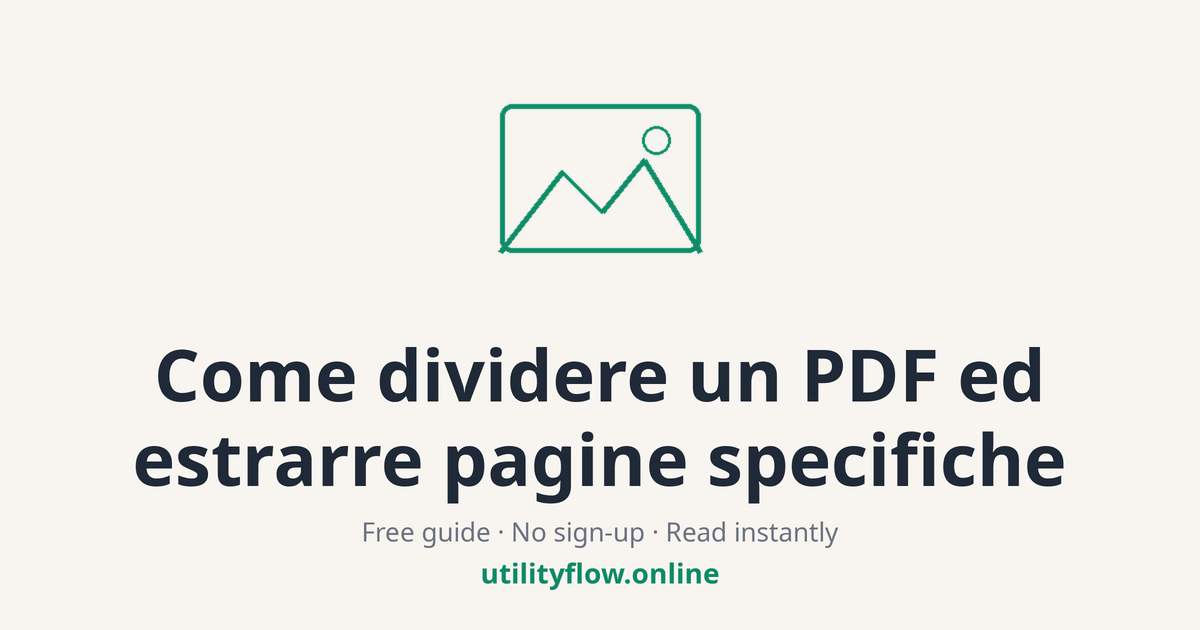 Come dividere un PDF ed
estrarre pagine specifiche
Free guide · No sign-up · Read instantly
utilityflow.online